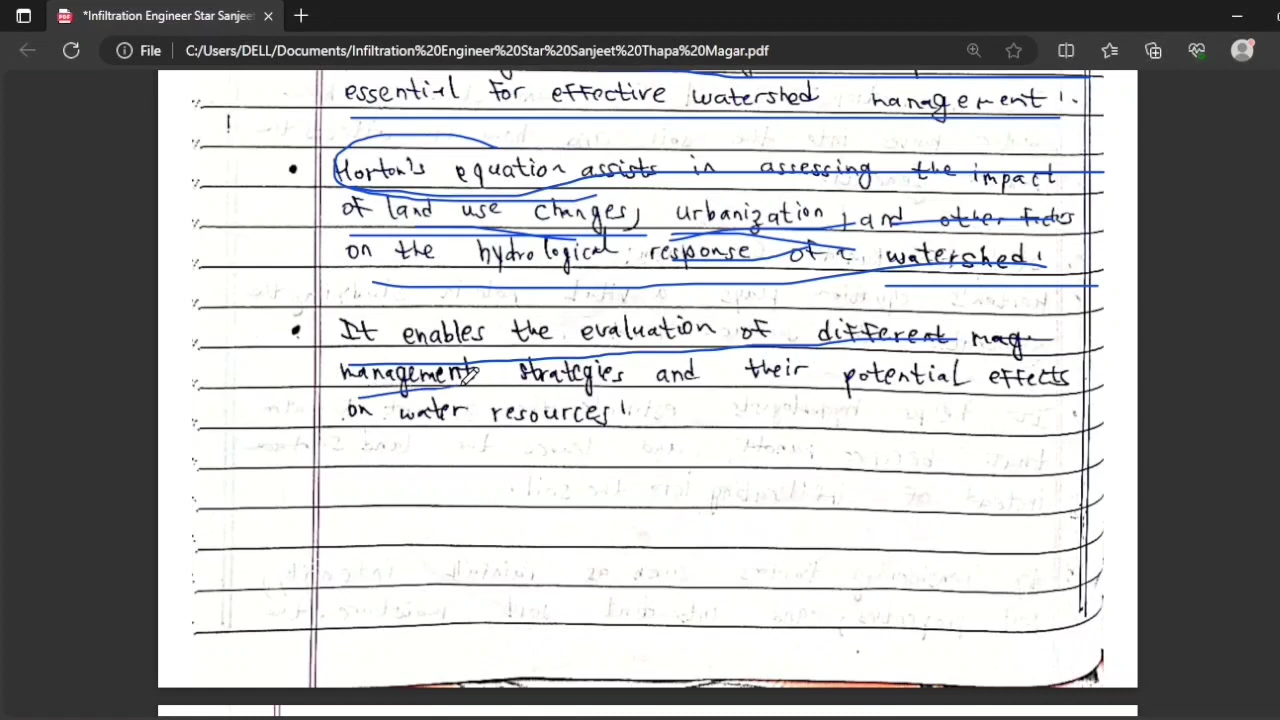 *Infiltration Engineer Star Sanjee
File C:/Users/DELL/Documents/Infiltration%20Engineer%20Star%20Sanjeet%20Thapa%20Magar.pdf
essential for effective watershed management.
Horton's equation assists in assessing the impact
of land use changes, urbanization, and other factors
on the hydrological response of a watershed.
It enables the evaluation of different mag-
management strategies and their potential effects
on water resources.